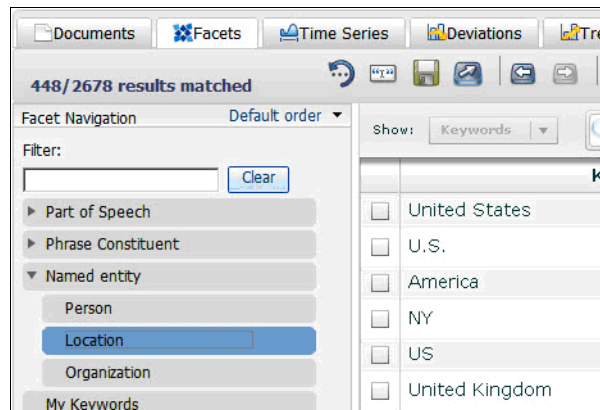 Documents
Facets
Time Series
Deviations
Tre
448/2678 results matched
Facet Navigation
Default order
Show:
Keywords
Filter:
Clear
K
Part of Speech
Phrase Constituent
Named entity
Person
Location
Organization
My Keywords
United States
U.S.
America
NY
US
United Kingdom